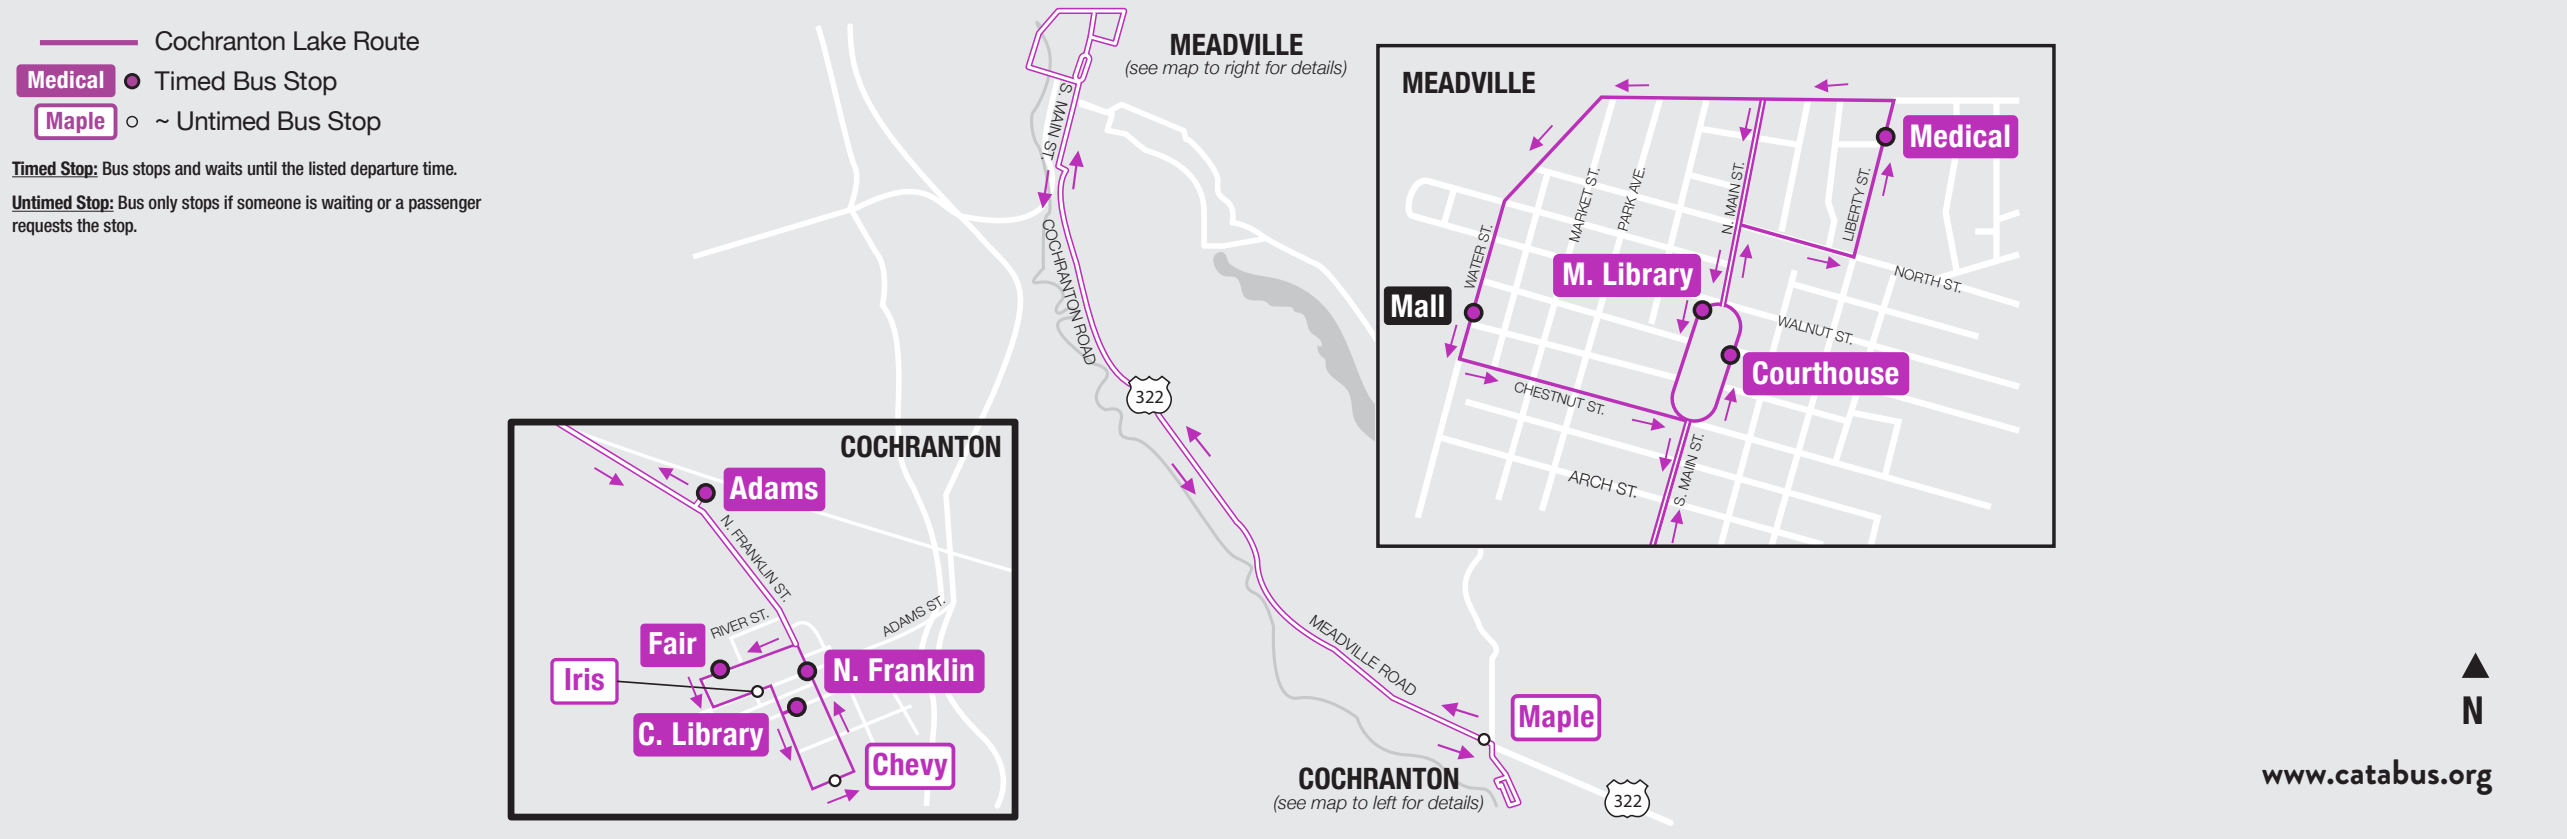 Cochranton Lake Route
Medical Timed Bus Stop
Maple ~ Untimed Bus Stop
Timed Stop: Bus stops and waits until the listed departure time.
Untimed Stop: Bus only stops if someone is waiting or a passenger
requests the stop.
MEADVILLE
(see map to right for details)
S. MAIN ST.
COCHRANTON ROAD
322
MEADVILLE ROAD
Maple
COCHRANTON
(see map to left for details)
322
COCHRANTON
Adams
N. FRANKLIN ST.
RIVER ST.
ADAMS ST.
Fair
N. Franklin
Iris
C. Library
Chevy
MEADVILLE
Medical
MARKET ST.
PARK AVE.
N. MAIN ST.
LIBERTY ST.
WATER ST.
M. Library
NORTH ST.
Mall
WALNUT ST.
Courthouse
CHESTNUT ST.
S. MAIIN ST.
ARCH ST.
N
www.catabus.org